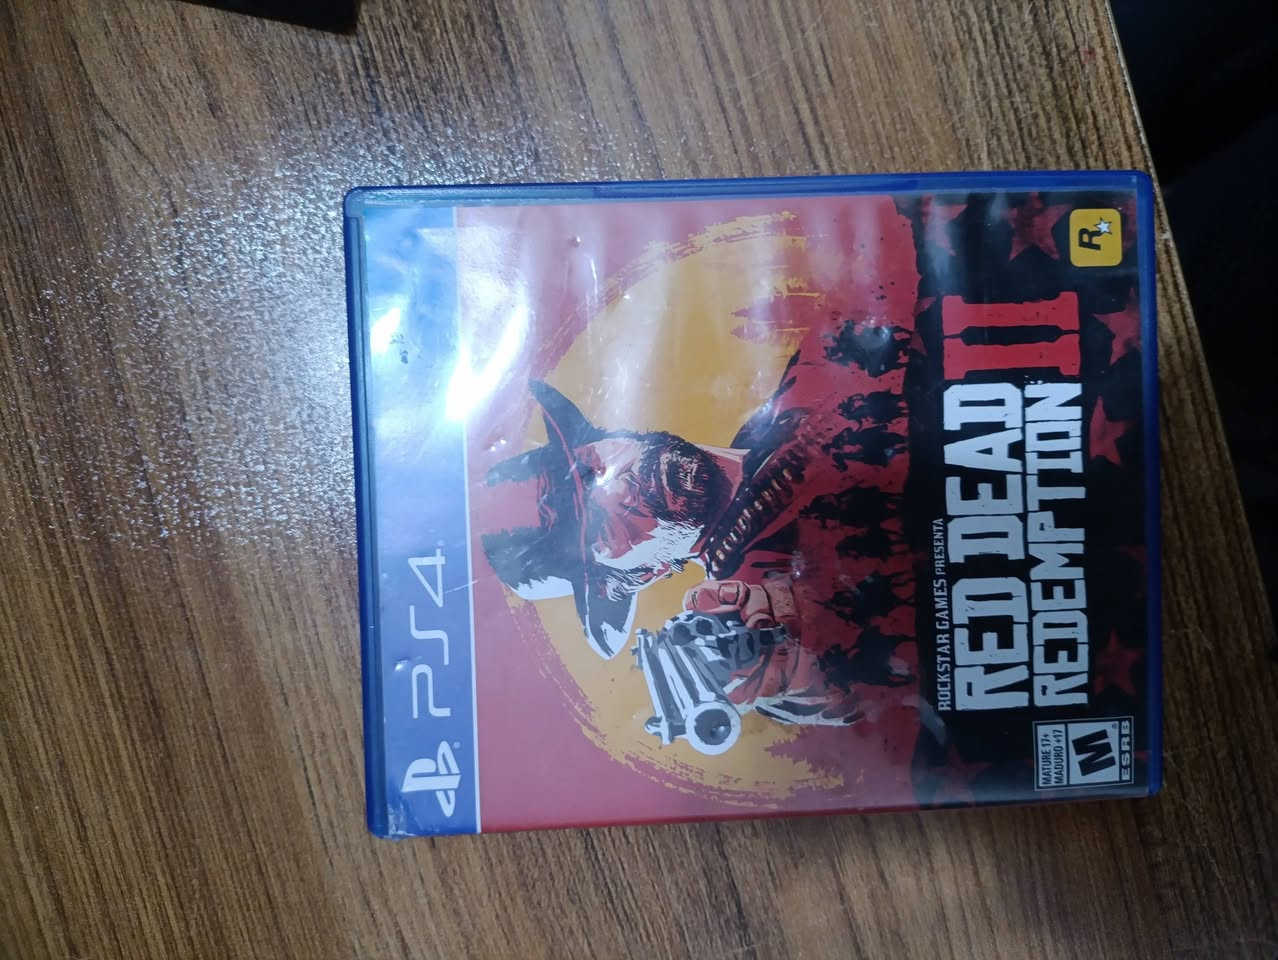 PS4
ROCKSTAR GAMES PRESENTA
RED DEAD
REDEMPTION II
MATURE 17+
MADURO +17
M
ESRB
R